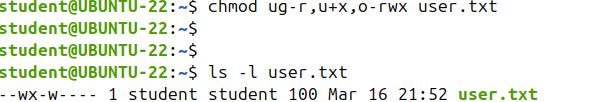 student@UBUNTU-22:~$ chmod ug-r,u+x,o-rwx user.txt
student@UBUNTU-22:~$
student@UBUNTU-22:~$
student@UBUNTU-22:~$ ls -l user.txt
--wx-w---- 1 student student 100 Mar 16 21:52 user.txt